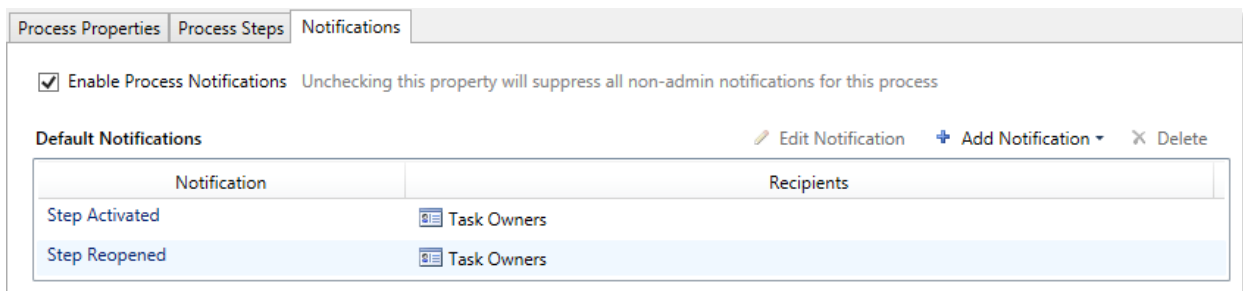 Process Properties Process Steps Notifications
Enable Process Notifications Unchecking this property will suppress all non-admin notifications for this process
Default Notifications Edit Notification Add Notification Delete
Notification Recipients
Step Activated Task Owners
Step Reopened Task Owners